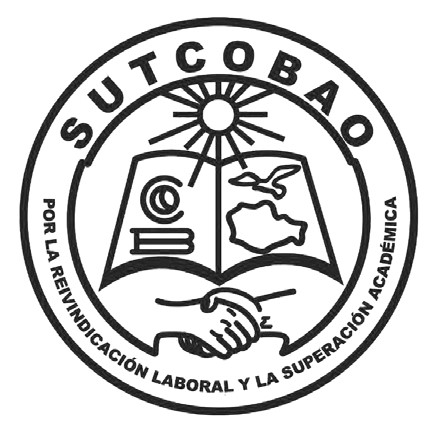 SUTCOBAO
POR LA REIVINDICACIÓN LABORAL Y LA SUPERACIÓN ACADÉMICA